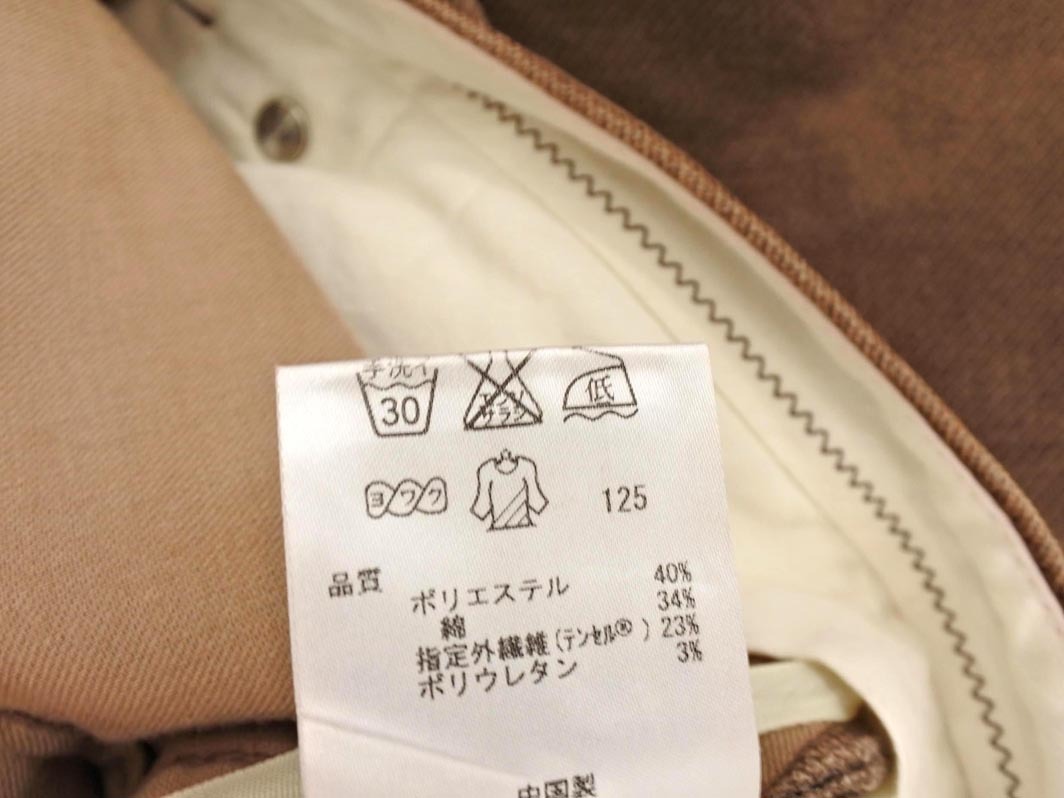 手洗イ
30
エンソ
サラシ
低
ヨワク
125
品質
ポリエステル 40%
綿 34%
指定外繊維(テンセル®) 23%
ポリウレタン 3%
中国製